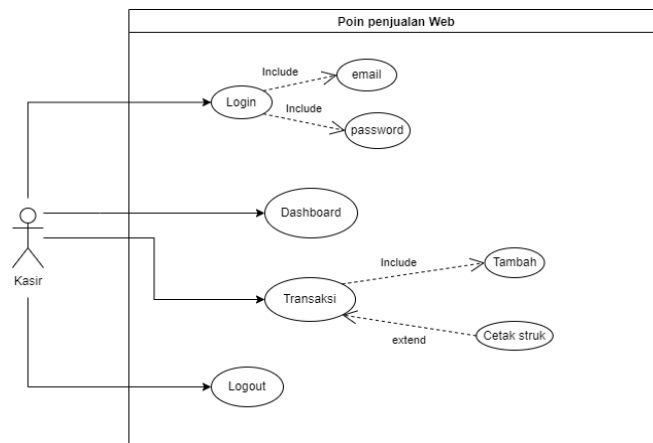 Poin penjualan Web
Include
email
Login
Include
password
Dashboard
Kasir
Include
Tambah
Transaksi
extend
Cetak struk
Logout